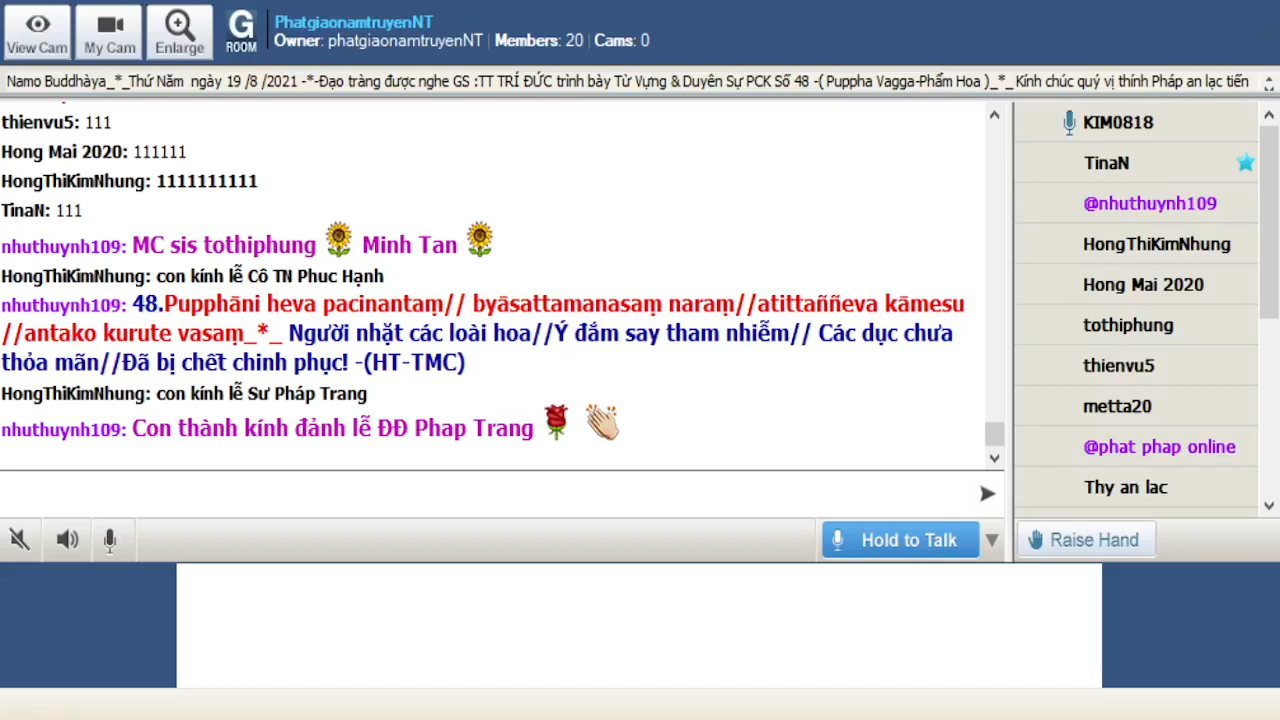 View Cam
My Cam
Enlarge
G
ROOM
PhatgiaonamtruyenNT
Owner: phatgiaonamtruyenNT | Members: 20 | Cams: 0
Namo Buddhàya_*_Thứ Năm ngày 19 /8 /2021 -*-Đạo tràng được nghe GS :TT TRÍ ĐỨC trình bày Từ Vựng & Duyên Sự PCK Số 48 -( Puppha Vagga-Phẩm Hoa )_*_Kính chúc quý vị thính Pháp an lạc tiến
thienvu5: 111
Hong Mai 2020: 111111
HongThiKimNhung: 1111111111
TinaN: 111
nhuthuynh109: MC sis tothiphung 🌻 Minh Tan 🌻
HongThiKimNhung: con kính lễ Cô TN Phuc Hạnh
nhuthuynh109: 48.Pupphāni heva pacinantaṃ// byāsattamanasaṃ naraṃ//atittaññeva kāmesu
//antako kurute vasaṃ_*_ Người nhặt các loài hoa//Ý đắm say tham nhiễm// Các dục chưa
thỏa mãn//Đã bị chết chinh phục! -(HT-TMC)
HongThiKimNhung: con kính lễ Sư Pháp Trang
nhuthuynh109: Con thành kính đảnh lễ ĐĐ Phap Trang 🌹 👏
KIM0818
TinaN
@nhuthuynh109
HongThiKimNhung
Hong Mai 2020
tothiphung
thienvu5
metta20
@phat phap online
Thy an lac
Hold to Talk
Raise Hand